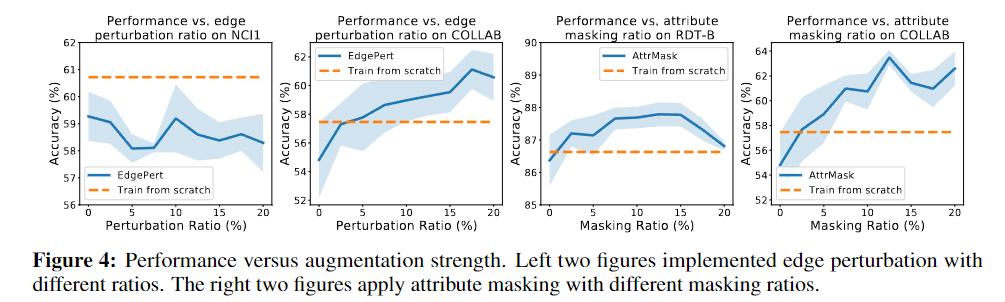 Performance vs. edge
perturbation ratio on NCI1
62
61
60
59
58
57
56
Accuracy (%)
EdgePert
Train from scratch
0
5
10
15
20
Perturbation Ratio (%)
Performance vs. edge
perturbation ratio on COLLAB
62
60
58
56
54
52
Accuracy (%)
EdgePert
Train from scratch
0
5
10
15
20
Perturbation Ratio (%)
Performance vs. attribute
masking ratio on RDT-B
90
89
88
87
86
85
Accuracy (%)
AttrMask
Train from scratch
0
5
10
15
20
Masking Ratio (%)
Performance vs. attribute
masking ratio on COLLAB
64
62
60
58
56
54
52
Accuracy (%)
AttrMask
Train from scratch
0
5
10
15
20
Masking Ratio (%)
Figure 4: Performance versus augmentation strength. Left two figures implemented edge perturbation with
different ratios. The right two figures apply attribute masking with different masking ratios.